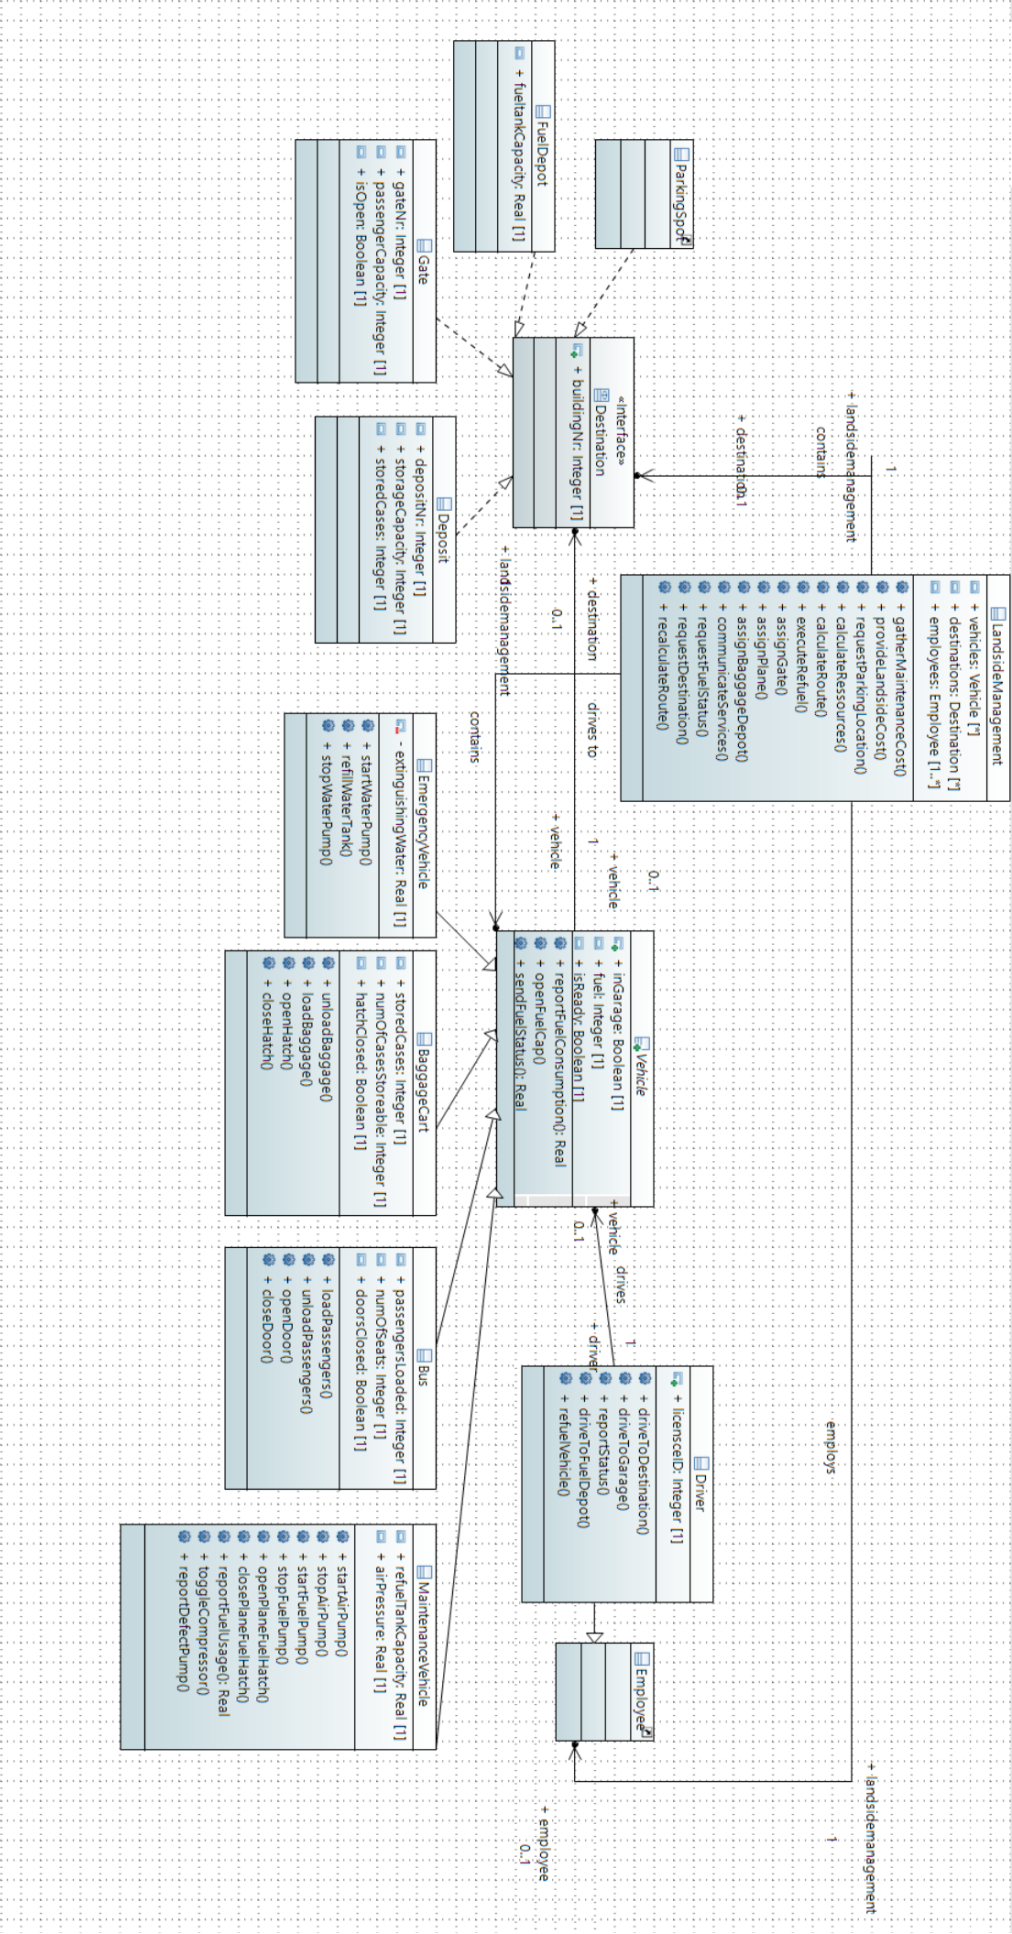 LandsideManagement
+ vehicles: Vehicle [*]
+ destinations: Destination [*]
+ employees: Employee [1..*]
+ gatherMaintenanceCost()
+ provideLandsideCost()
+ requestParkingLocation()
+ calculateRessources()
+ calculateRoute()
+ executeRefuel()
+ assignGate()
+ assignPlane()
+ assignBaggageDepot()
+ communicateServices()
+ requestFuelStatus()
+ requestDestination()
+ recalculateRoute()
1
+ landsidemanagement
contains
+ destination
0..1
employs
+ landsidemanagement
1
+ employee
0..1
ParkingSpot
FuelDepot
+ fueltankCapacity: Real [1]
«Interface»
Destination
+ buildingNr: Integer [1]
Gate
+ gateNr: Integer [1]
+ passengerCapacity: Integer [1]
+ isOpen: Boolean [1]
Deposit
+ depositNr: Integer [1]
+ storageCapacity: Integer [1]
+ storedCases: Integer [1]
+ destination
drives to
1
0..1
+ vehicle
+ landsidemanagement
contains
+ vehicle
0..1
Vehicle
+ inGarage: Boolean [1]
+ fuel: Integer [1]
+ isReady: Boolean [1]
+ reportFuelConsumption(): Real
+ openFuelCap()
+ sendFuelStatus(): Real
+ vehicle
0..1
drives
1
+ driver
Driver
+ licensceID: Integer [1]
+ driveToDestination()
+ driveToGarage()
+ reportStatus()
+ driveToFuelDepot()
+ refuelVehicle()
Employee
EmergencyVehicle
- extinguishingWater: Real [1]
+ startWaterPump()
+ refillWaterTank()
+ stopWaterPump()
BaggageCart
+ storedCases: Integer [1]
+ numOfCasesStoreable: Integer [1]
+ hatchClosed: Boolean [1]
+ unloadBaggage()
+ loadBaggage()
+ openHatch()
+ closeHatch()
Bus
+ passengersLoaded: Integer [1]
+ numOfSeats: Integer [1]
+ doorsClosed: Boolean [1]
+ loadPassengers()
+ unloadPassengers()
+ openDoor()
+ closeDoor()
MaintenanceVehicle
+ refuelTankCapacity: Real [1]
+ airPressure: Real [1]
+ startAirPump()
+ stopAirPump()
+ startFuelPump()
+ stopFuelPump()
+ openPlaneFuelHatch()
+ closePlaneFuelHatch()
+ reportFuelUsage(): Real
+ toggleCompressor()
+ reportDefectPump()